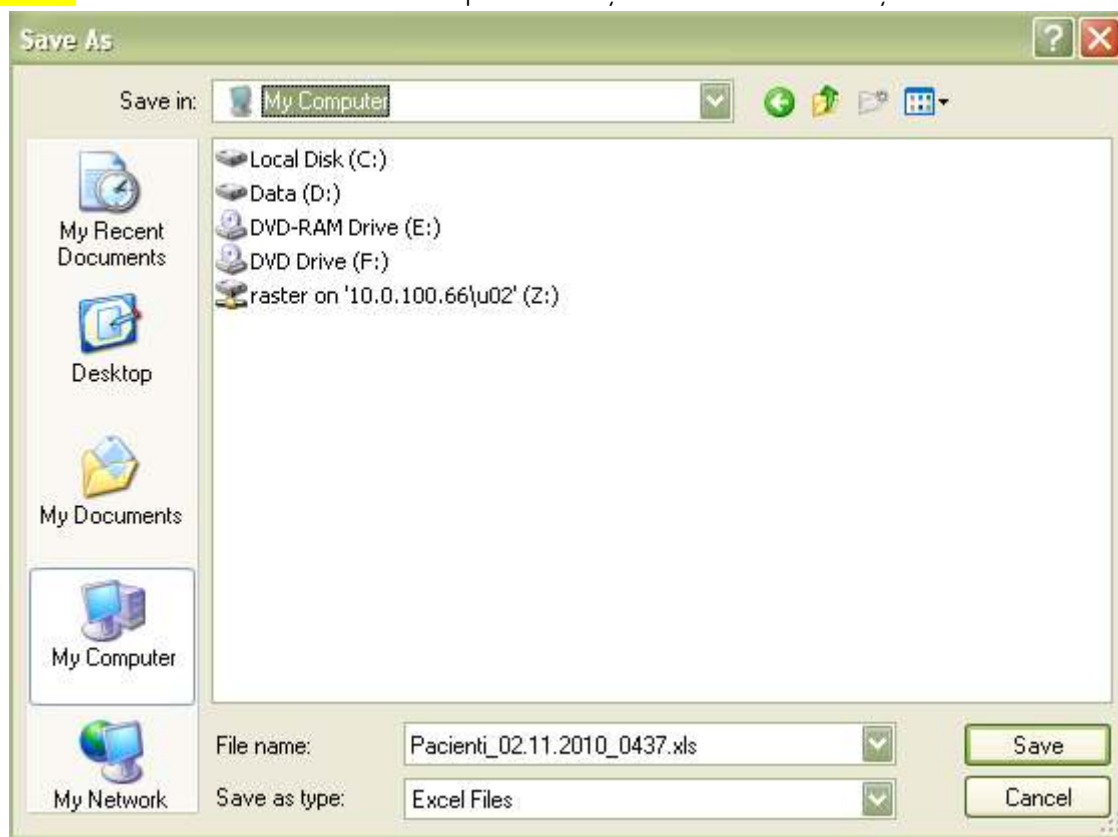 Save As
Save in:
My Computer
Local Disk (C:)
Data (D:)
DVD-RAM Drive (E:)
DVD Drive (F:)
raster on '10.0.100.66\u02' (Z:)
My Recent
Documents
Desktop
My Documents
My Computer
My Network
File name:
Pacienti_02.11.2010_0437.xls
Save
Save as type:
Excel Files
Cancel